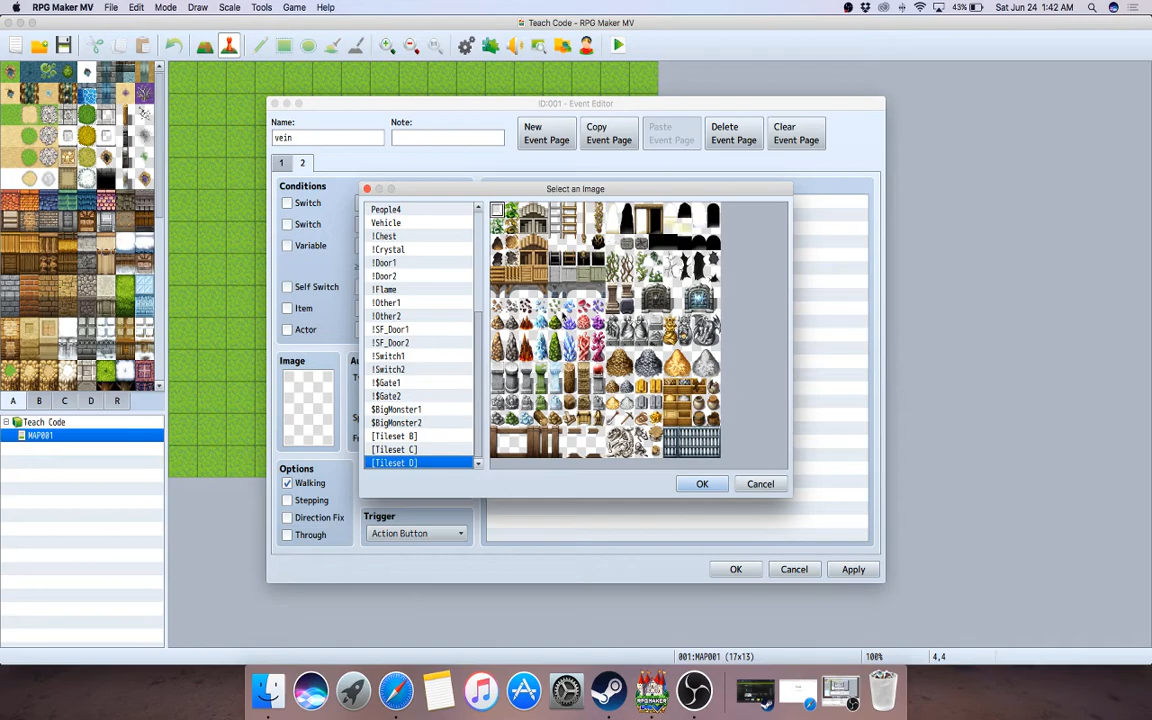 RPG Maker MV File Edit Mode Draw Scale Tools Game Help
43% Sat Jun 24 1:42 AM
Teach Code - RPG Maker MV
ID:001 - Event Editor
Name:
Note:
vein
New
Event Page
Copy
Event Page
Paste
Event Page
Delete
Event Page
Clear
Event Page
1 2
Conditions
Switch
Switch
Variable
Self Switch
Item
Actor
Image
Au
Options
Walking
Stepping
Direction Fix
Through
Trigger
Action Button
OK
Cancel
Apply
Select an Image
People4
Vehicle
!Chest
!Crystal
!Door1
!Door2
!Flame
!Other1
!Other2
!SF_Door1
!SF_Door2
!Switch1
!Switch2
!$Gate1
!$Gate2
$BigMonster1
$BigMonster2
[Tileset B]
[Tileset C]
[Tileset D]
OK
Cancel
A B C D R
Teach Code
MAP001
001:MAP001 (17x13)
100%
4,4
RPG MAKER